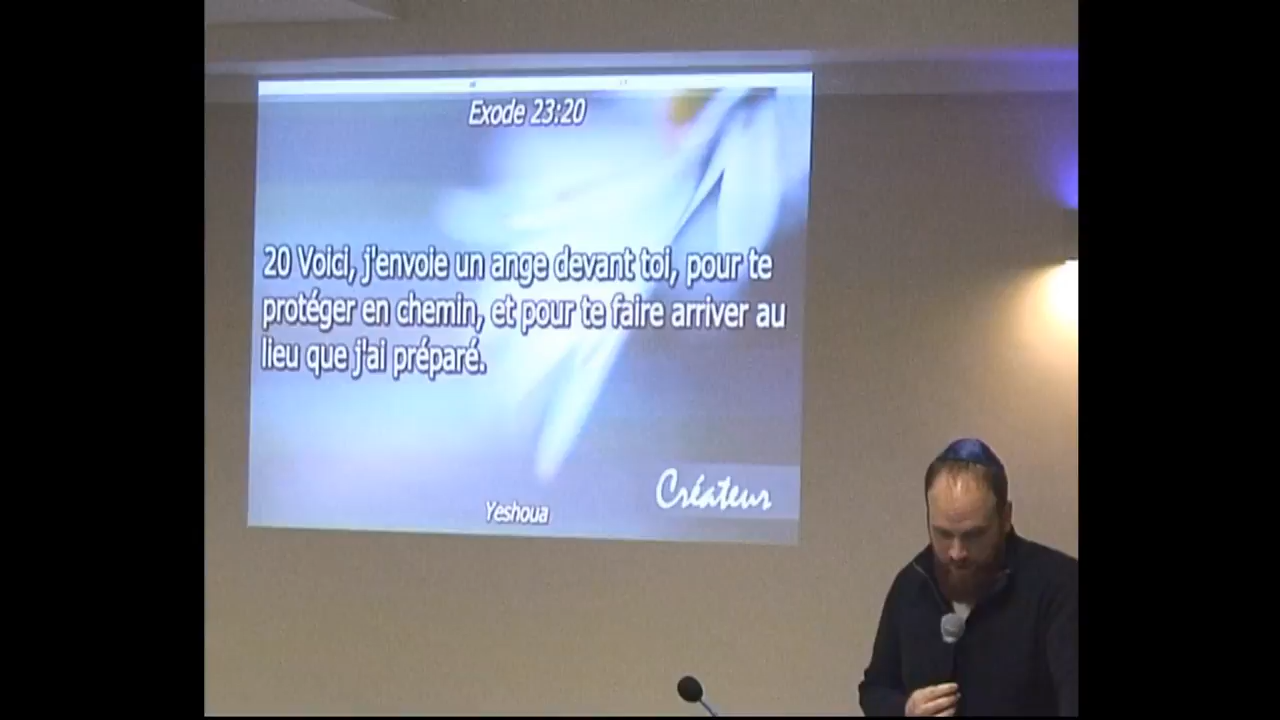 Exode 23:20
20 Voici, j'envoie un ange devant toi, pour te
protéger en chemin, et pour te faire arriver au
lieu que j'ai préparé.
Créateur
Yeshoua